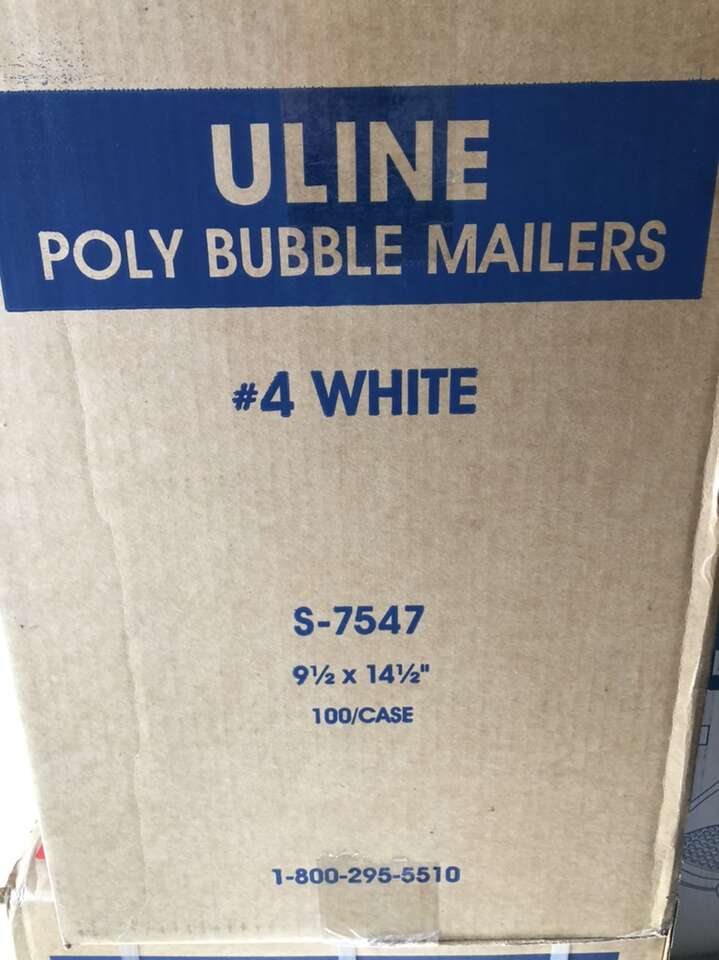 ULINE
POLY BUBBLE MAILERS
#4 WHITE
S-7547
9½ x 14½"
100/CASE
1-800-295-5510